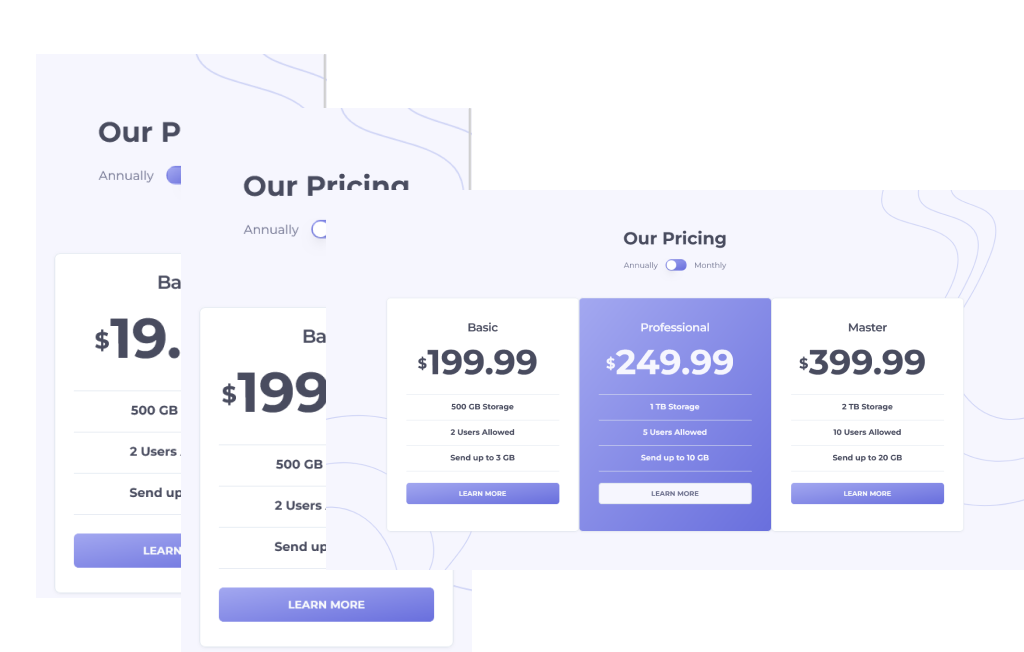 Our P
Annually
Ba
$19.
500 GB
2 Users
Send up
LEARN
Our Pricing
Annually
Ba
$199
500 GB
2 Users
Send up
LEARN MORE
Our Pricing
Annually Monthly
Basic
$199.99
500 GB Storage
2 Users Allowed
Send up to 3 GB
LEARN MORE
Professional
$249.99
1 TB Storage
5 Users Allowed
Send up to 10 GB
LEARN MORE
Master
$399.99
2 TB Storage
10 Users Allowed
Send up to 20 GB
LEARN MORE